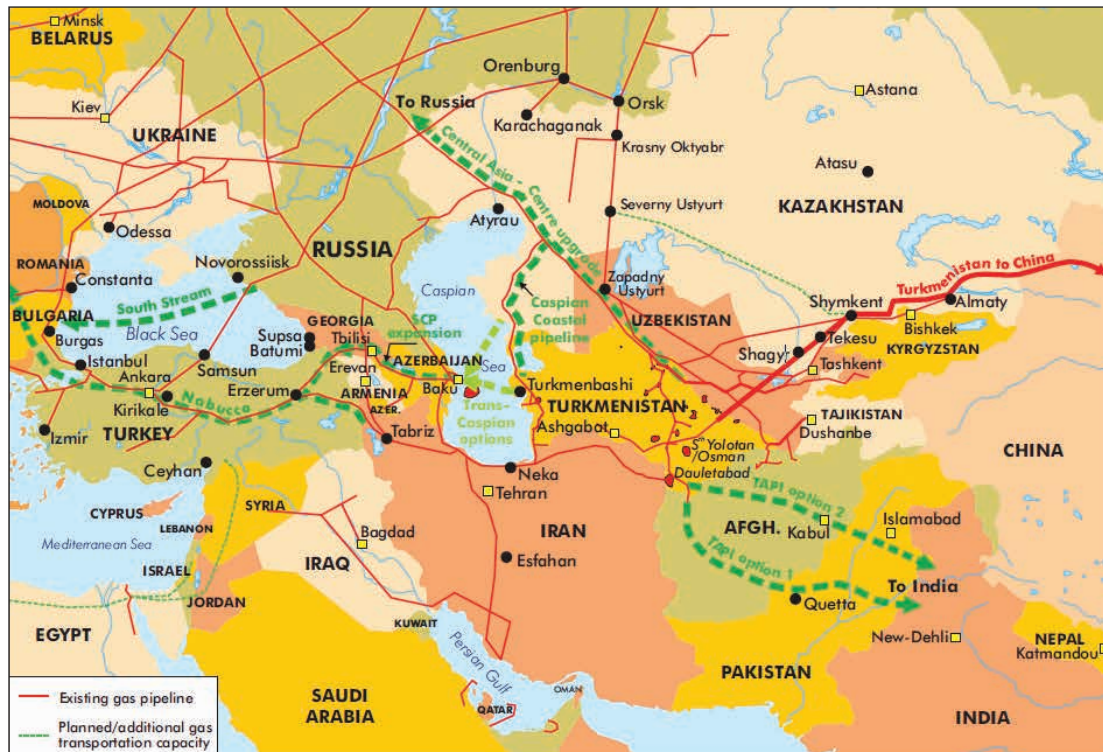 Minsk
BELARUS
Orenburg
Orsk
Astana
To Russia
Kiev
Karachaganak
UKRAINE
Krasny Oktyabr
Central Asia - Centre upgrade
Atasu
MOLDOVA
Atyrau
Severny Ustyurt
KAZAKHSTAN
Odessa
RUSSIA
ROMANIA
Novorossiisk
Constanta
Caspian
Zapadny
Ustyurt
Turkmenistan to China
South Stream
SCP
expansion
Caspian
Coastal
pipeline
Shymkent
Almaty
BULGARIA
Black Sea
Supsa
Batumi
GEORGIA
Tbilisi
UZBEKISTAN
Bishkek
Burgas
Tekesu
KYRGYZSTAN
Istanbul
AZERBAIJAN
Sea
Shagyr
Tashkent
Ankara
Samsun
Erzerum
Erevan
Baku
Turkmenbashi
ARMENIA
AZER.
Kirikale
Nabucco
Trans-
Caspian
options
TURKMENISTAN
TAJIKISTAN
Izmir
TURKEY
Tabriz
Ashgabat
Dushanbe
Sth Yolotan
/Osman
CHINA
Ceyhan
Neka
Dauletabad
Tehran
TAPI option 2
CYPRUS
SYRIA
Islamabad
LEBANON
Bagdad
IRAN
AFGH.
Kabul
Mediterranean Sea
IRAQ
Esfahan
TAPI option 1
ISRAEL
To India
JORDAN
Quetta
EGYPT
KUWAIT
New-Dehli
NEPAL
Katmandou
Persian Gulf
PAKISTAN
OMAN
SAUDI
ARABIA
QATAR
INDIA
Existing gas pipeline
Planned/additional gas
transportation capacity